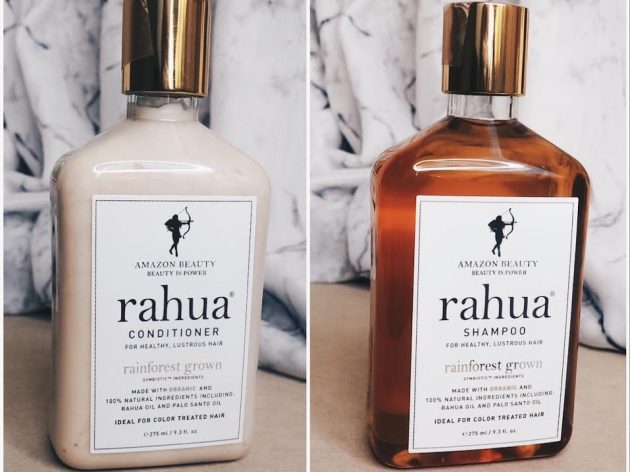 AMAZON BEAUTY
BEAUTY IS POWER
rahua®
CONDITIONER
FOR HEALTHY, LUSTROUS HAIR
rainforest grown
SYMBIOTIC™ INGREDIENTS
MADE WITH ORGANIC AND
100% NATURAL INGREDIENTS INCLUDING:
RAHUA OIL AND PALO SANTO OIL
IDEAL FOR COLOR TREATED HAIR
℮275 ml / 9.3 fl. oz.
AMAZON BEAUTY
BEAUTY IS POWER
rahua®
SHAMPOO
FOR HEALTHY, LUSTROUS HAIR
rainforest grown
SYMBIOTIC™ INGREDIENTS
MADE WITH ORGANIC AND
100% NATURAL INGREDIENTS INCLUDING:
RAHUA OIL AND PALO SANTO OIL
IDEAL FOR COLOR TREATED HAIR
℮275 ml / 9.3 fl. oz.